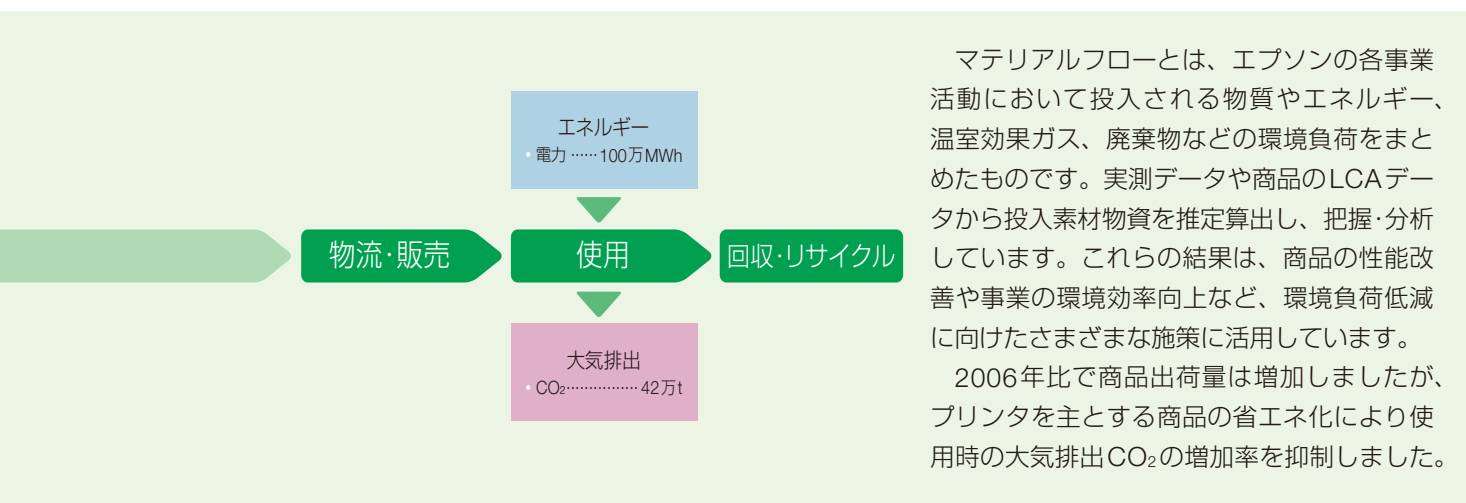 エネルギー
• 電力 ……100万MWh
物流・販売
使用
回収・リサイクル
大気排出
• CO₂……………… 42万t
マテリアルフローとは、エプソンの各事業
活動において投入される物質やエネルギー、
温室効果ガス、廃棄物などの環境負荷をまと
めたものです。実測データや商品のLCAデー
タから投入素材物資を推定算出し、把握・分析
しています。これらの結果は、商品の性能改
善や事業の環境効率向上など、環境負荷低減
に向けたさまざまな施策に活用しています。
2006年比で商品出荷量は増加しましたが、
プリンタを主とする商品の省エネ化により使
用時の大気排出CO₂の増加率を抑制しました。